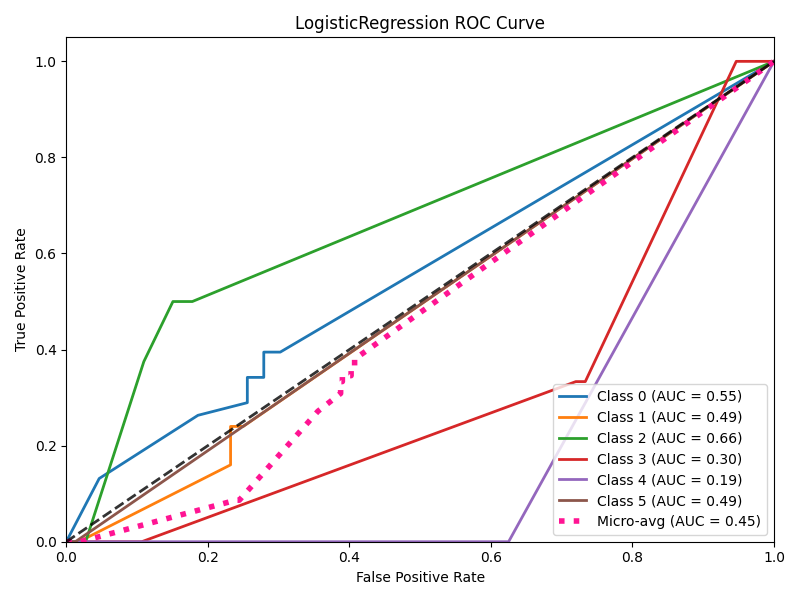 LogisticRegression ROC Curve
True Positive Rate
1.0
0.8
0.6
0.4
0.2
0.0
Class 0 (AUC = 0.55)
Class 1 (AUC = 0.49)
Class 2 (AUC = 0.66)
Class 3 (AUC = 0.30)
Class 4 (AUC = 0.19)
Class 5 (AUC = 0.49)
Micro-avg (AUC = 0.45)
0.0 0.2 0.4 0.6 0.8 1.0
False Positive Rate